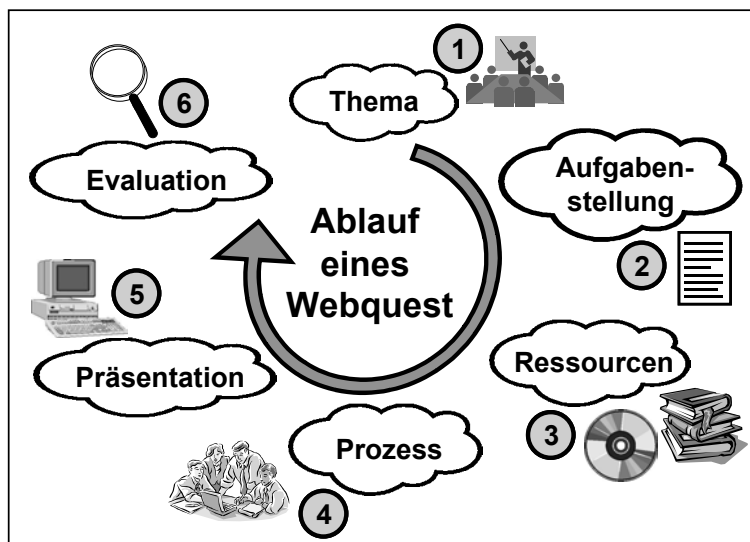 Ablauf
eines
Webquest
1
Thema
Aufgaben-
stellung
2
Ressourcen
3
Prozess
4
5
Präsentation
6
Evaluation